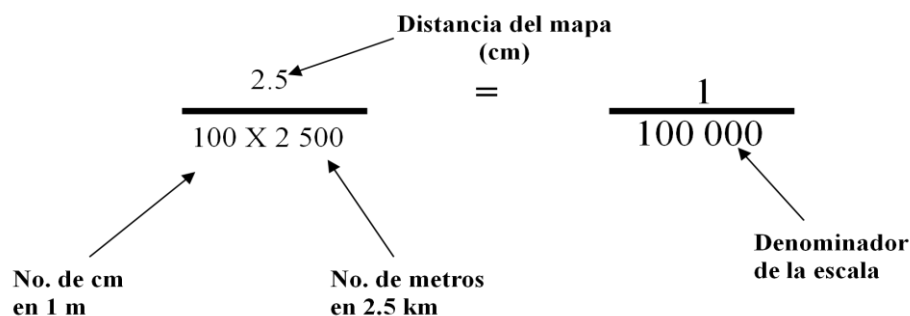 Distancia del mapa
(cm)
2.5
=
1
100 X 2 500
100 000
No. de cm
en 1 m
No. de metros
en 2.5 km
Denominador
de la escala